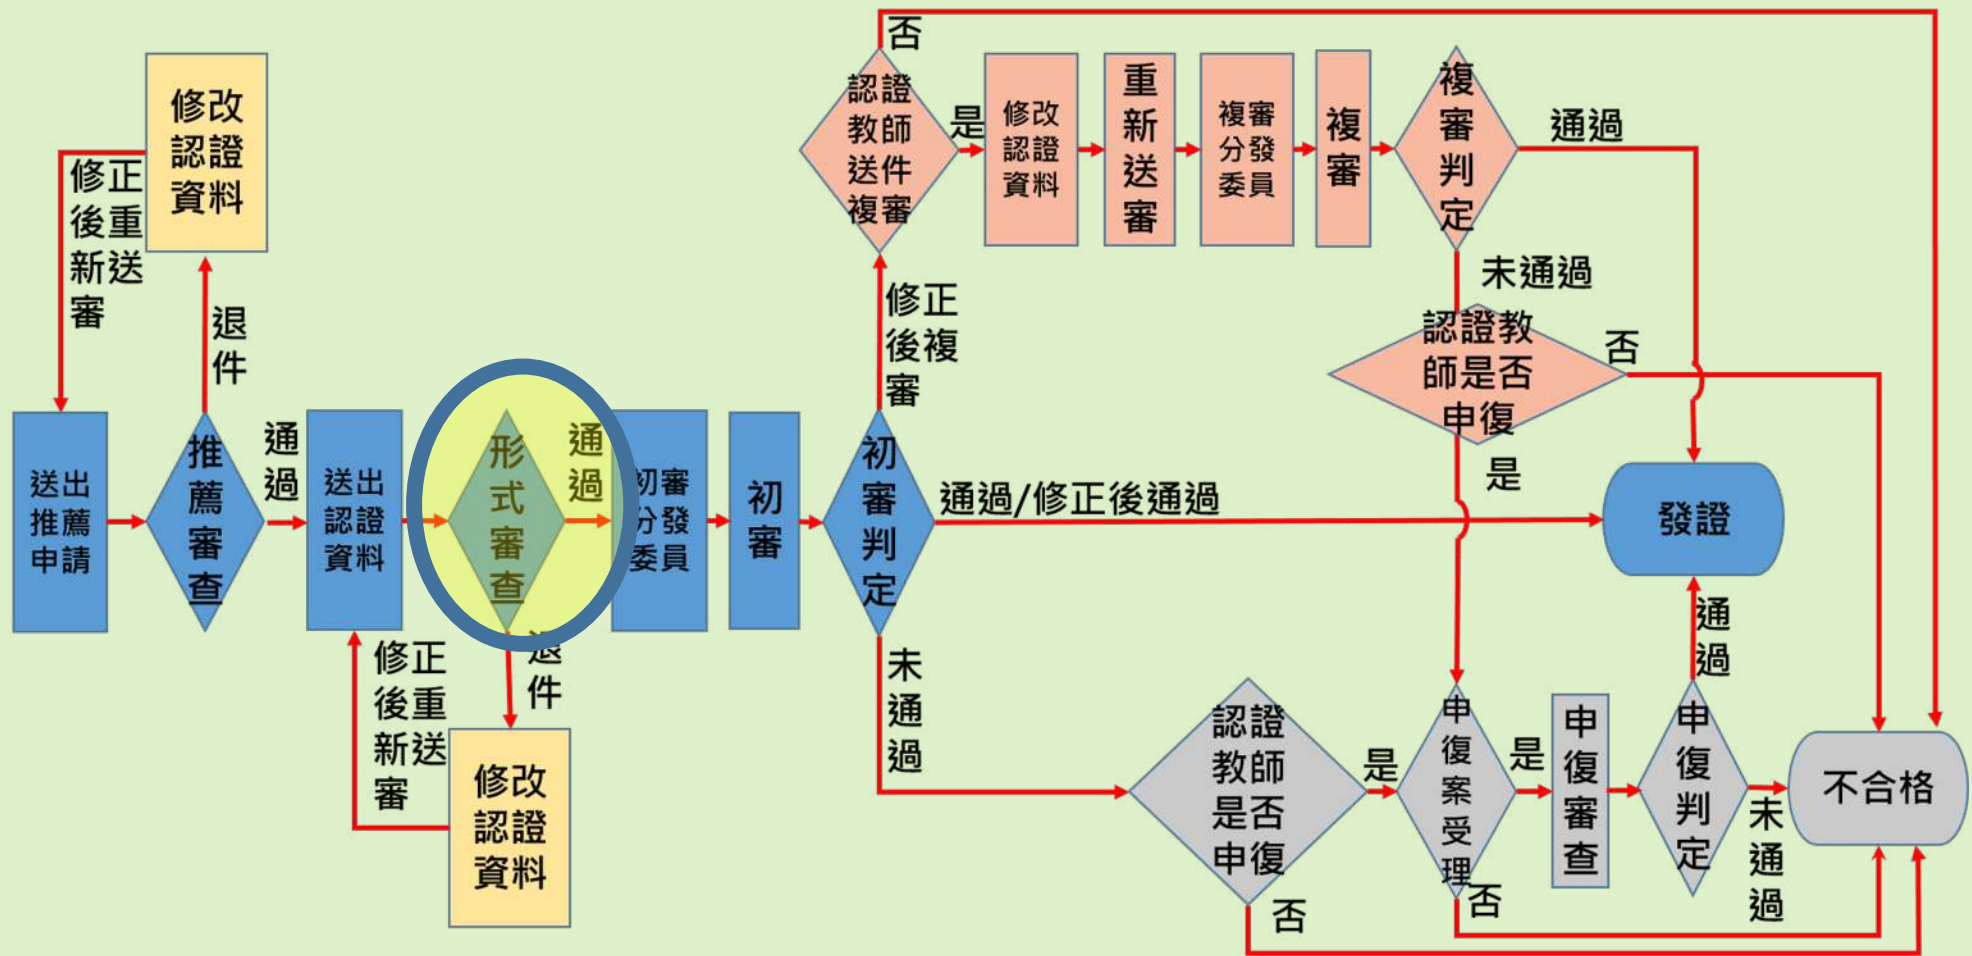 否
認證
教師
送件
複審
是
修改
認證
資料
重
新
送
審
複審
分發
委員
複
審
複
審
判
定
通過
未通過
修改
認證
資料
修正
後重
新送
審
退
件
修正
後複
審
認證教
師是否
申復
否
是
送出
推薦
申請
推
薦
審
查
通
過
送出
認證
資料
形
式
審
查
通
過
初審
分發
委員
初
審
初
審
判
定
通過/修正後通過
發證
修正
後重
新送
審
退
件
修改
認證
資料
未
通
過
認證
教師
是否
申復
是
否
申
復
案
受
理
是
否
申
復
審
查
申
復
判
定
通
過
未
通
過
不合格